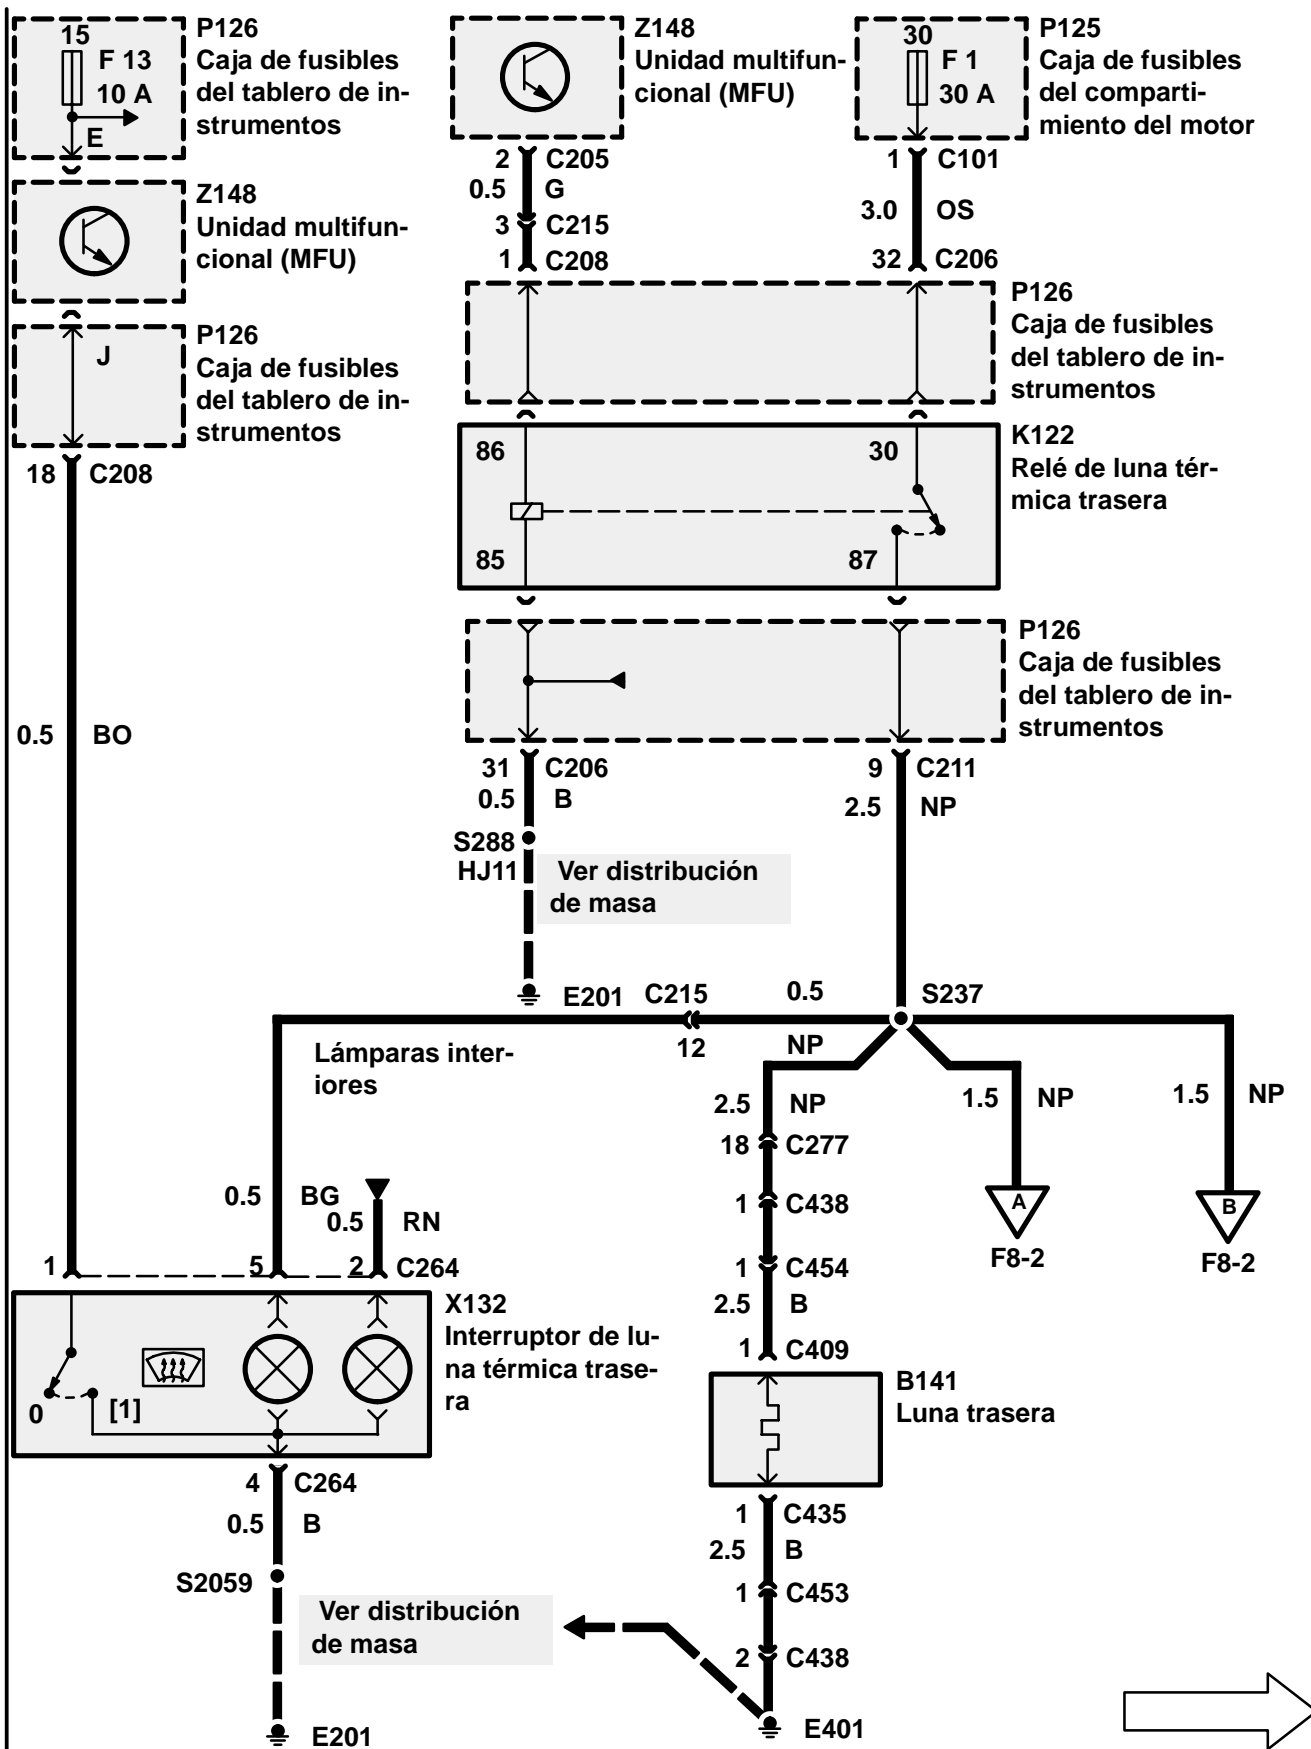 15
F 13
10 A
E
P126
Caja de fusibles
del tablero de in-
strumentos
Z148
Unidad multifun-
cional (MFU)
J
P126
Caja de fusibles
del tablero de in-
strumentos
18 C208
0.5 BO
Z148
Unidad multifun-
cional (MFU)
2 C205
0.5 G
3 C215
1 C208
30
F 1
30 A
P125
Caja de fusibles
del comparti-
miento del motor
1 C101
3.0 OS
32 C206
P126
Caja de fusibles
del tablero de in-
strumentos
86 30
85 87
K122
Relé de luna tér-
mica trasera
P126
Caja de fusibles
del tablero de in-
strumentos
31 C206
0.5 B
S288
HJ11
Ver distribución
de masa
E201
9 C211
2.5 NP
C215 0.5 S237
12 NP
Lámparas inter-
iores
2.5 NP
18 C277
1 C438
1 C454
2.5 B
1 C409
1.5 NP
A
F8-2
1.5 NP
B
F8-2
0.5 BG
0.5 RN
1 5 2 C264
0 [1]
X132
Interruptor de lu-
na térmica trase-
ra
4 C264
0.5 B
S2059
Ver distribución
de masa
E201
B141
Luna trasera
1 C435
2.5 B
1 C453
2 C438
E401